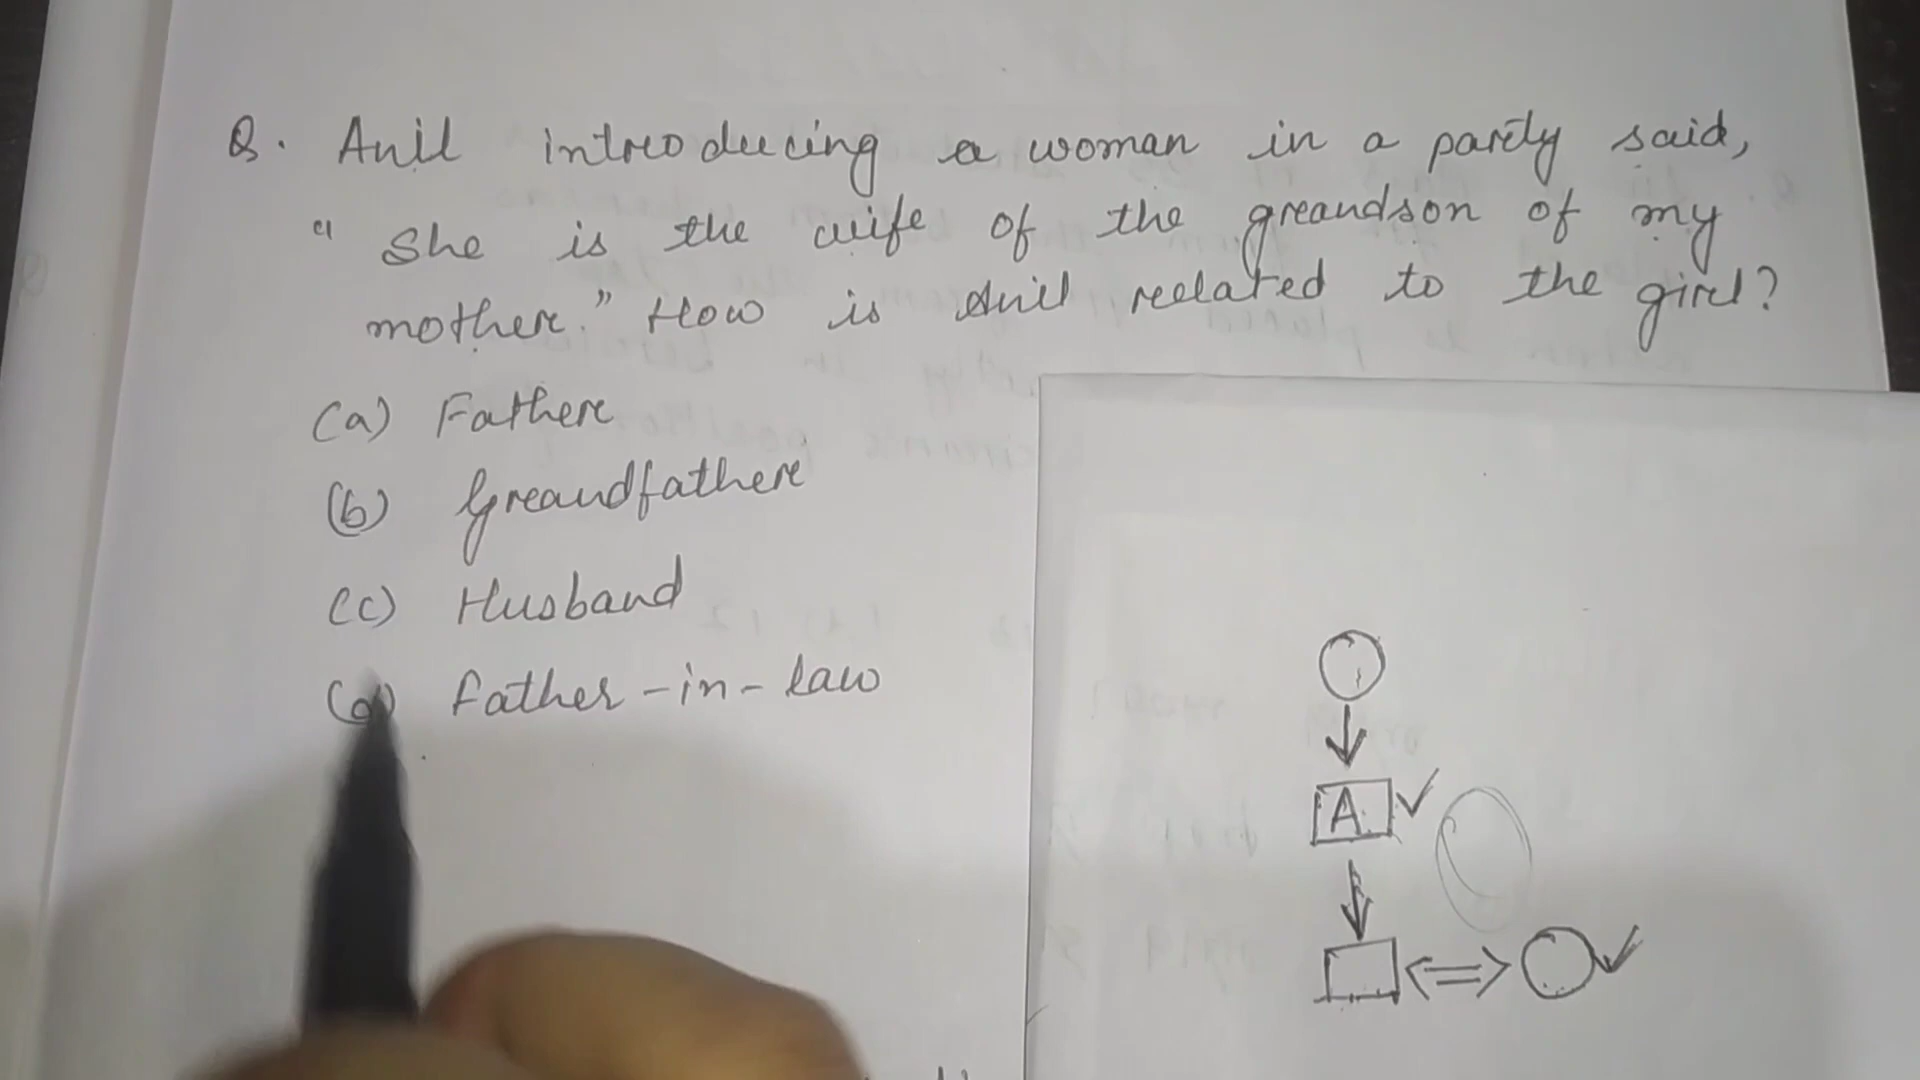 Q. Anil introducing a woman in a party said,
" She is the wife of the grandson of my
mother." How is Anil related to the girl?
(a) Father
(b) Grandfather
(c) Husband
(d) Father-in-law
A